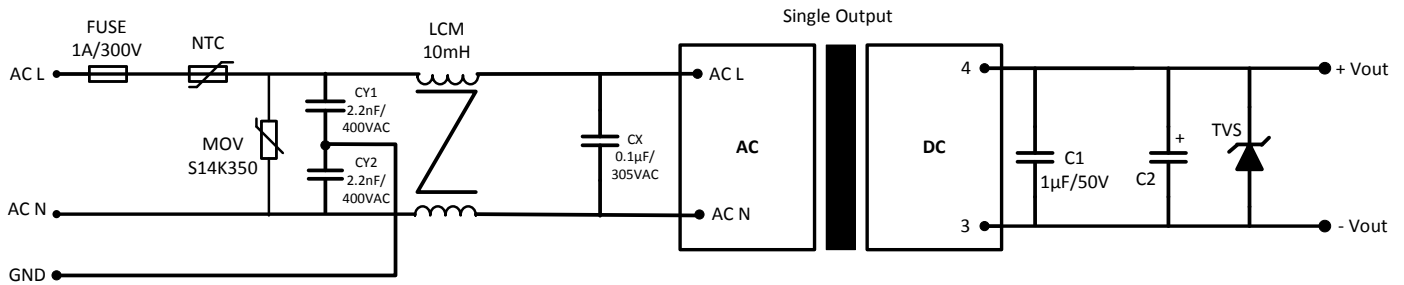 Single Output
FUSE
1A/300V
NTC
LCM
10mH
AC L
MOV
S14K350
CY1
2.2nF/
400VAC
CY2
2.2nF/
400VAC
CX
0.1µF/
305VAC
AC L
AC
AC N
DC
4
3
C1
1µF/50V
+
C2
TVS
+ Vout
- Vout
AC N
GND